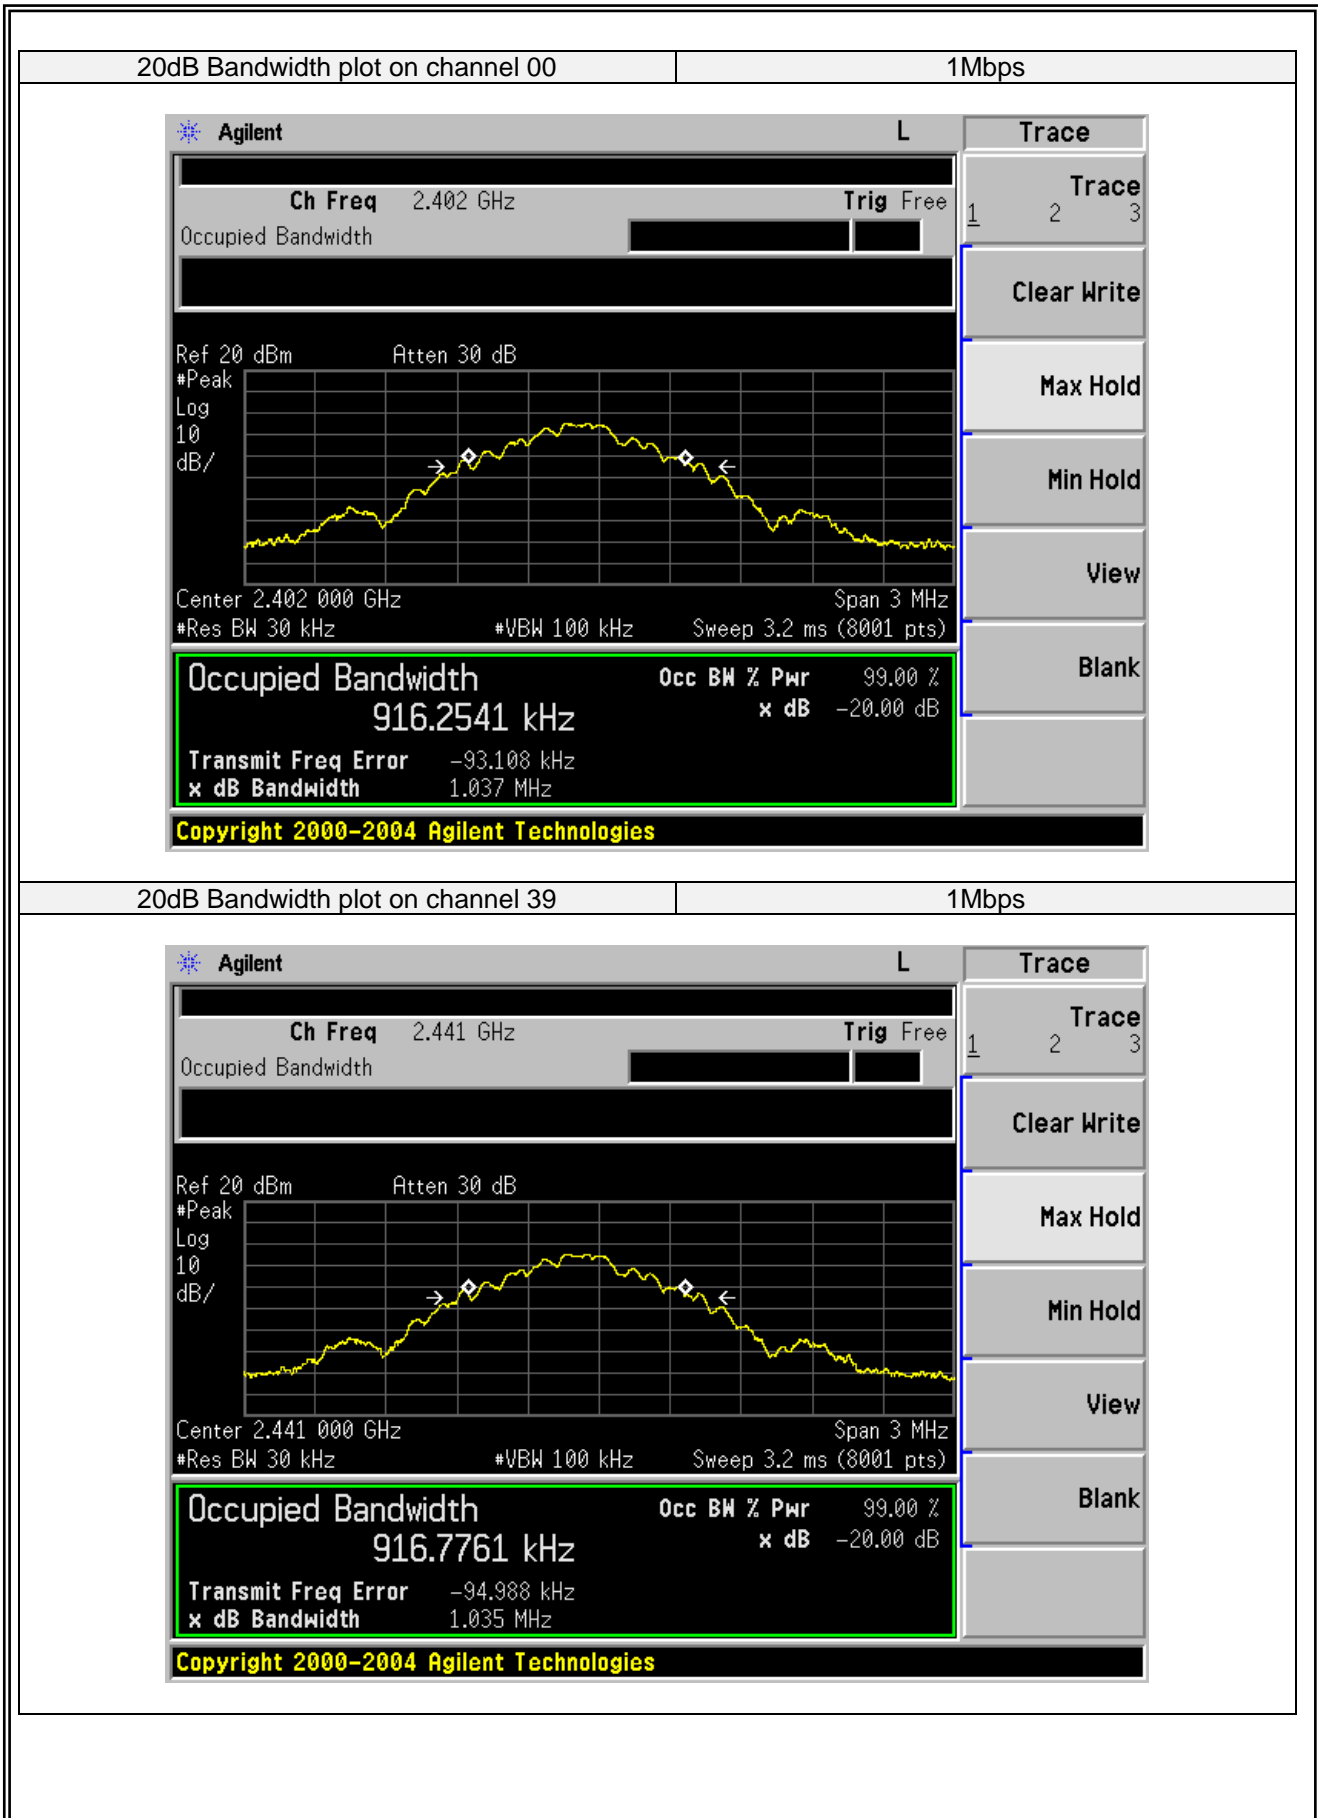 20dB Bandwidth plot on channel 00 1Mbps
Agilent L Trace
Ch Freq 2.402 GHz Trig Free
Trace
1 2 3
Occupied Bandwidth
Clear Write
Ref 20 dBm Atten 30 dB
#Peak
Log
10
dB/
Max Hold
Min Hold
View
Center 2.402 000 GHz Span 3 MHz
#Res BW 30 kHz #VBW 100 kHz Sweep 3.2 ms (8001 pts)
Blank
Occupied Bandwidth Occ BW % Pwr 99.00 %
916.2541 kHz x dB -20.00 dB
Transmit Freq Error -93.108 kHz
x dB Bandwidth 1.037 MHz
Copyright 2000-2004 Agilent Technologies
20dB Bandwidth plot on channel 39 1Mbps
Agilent L Trace
Ch Freq 2.441 GHz Trig Free
Trace
1 2 3
Occupied Bandwidth
Clear Write
Ref 20 dBm Atten 30 dB
#Peak
Log
10
dB/
Max Hold
Min Hold
View
Center 2.441 000 GHz Span 3 MHz
#Res BW 30 kHz #VBW 100 kHz Sweep 3.2 ms (8001 pts)
Blank
Occupied Bandwidth Occ BW % Pwr 99.00 %
916.7761 kHz x dB -20.00 dB
Transmit Freq Error -94.988 kHz
x dB Bandwidth 1.035 MHz
Copyright 2000-2004 Agilent Technologies